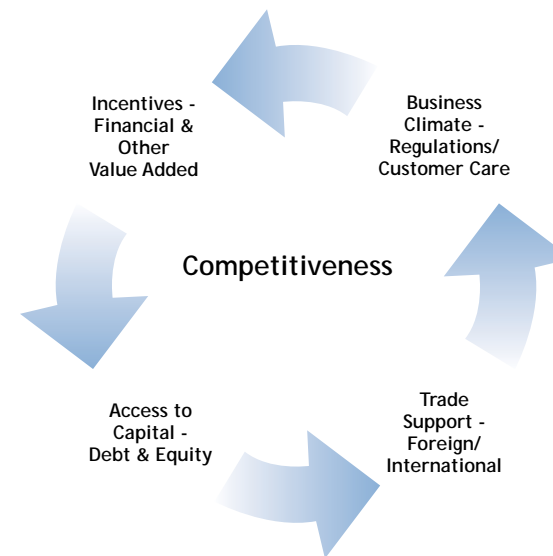 Incentives -
Financial &
Other
Value Added
Business
Climate -
Regulations/
Customer Care
Competitiveness
Access to
Capital -
Debt & Equity
Trade
Support -
Foreign/
International